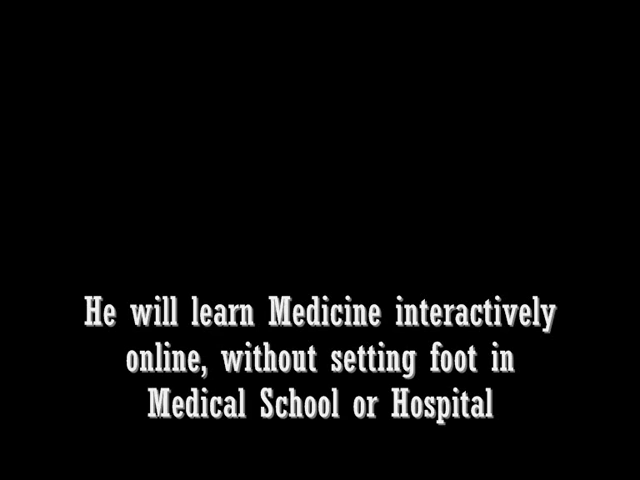 He will learn Medicine interactively
online, without setting foot in
Medical School or Hospital